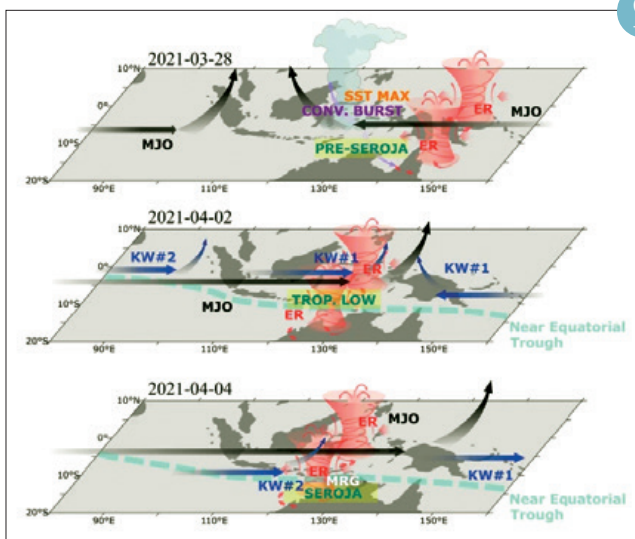 2021-03-28
10°N
0°S
10°S
20°S
SST MAX
CONV. BURST
ER
MJO
MJO
ER
PRE-SEROJA
90°E
110°E
130°E
150°E
2021-04-02
10°N
0°S
10°S
20°S
KW#2
KW#1
ER
KW#1
MJO
TROP. LOW
ER
Near Equatorial
Trough
90°E
110°E
130°E
150°E
2021-04-04
10°N
0°S
10°S
20°S
ER
MJO
ER
KW#1
KW#2
MRG
SEROJA
Near Equatorial
Trough
90°E
110°E
130°E
150°E